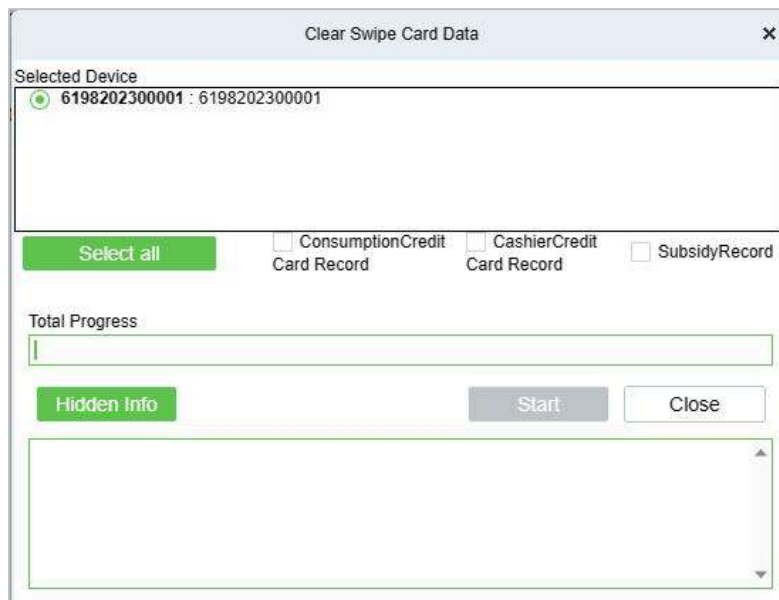 Clear Swipe Card Data
Selected Device
6198202300001 : 6198202300001
Select all
ConsumptionCredit
Card Record
CashierCredit
Card Record
SubsidyRecord
Total Progress
Hidden Info
Start
Close